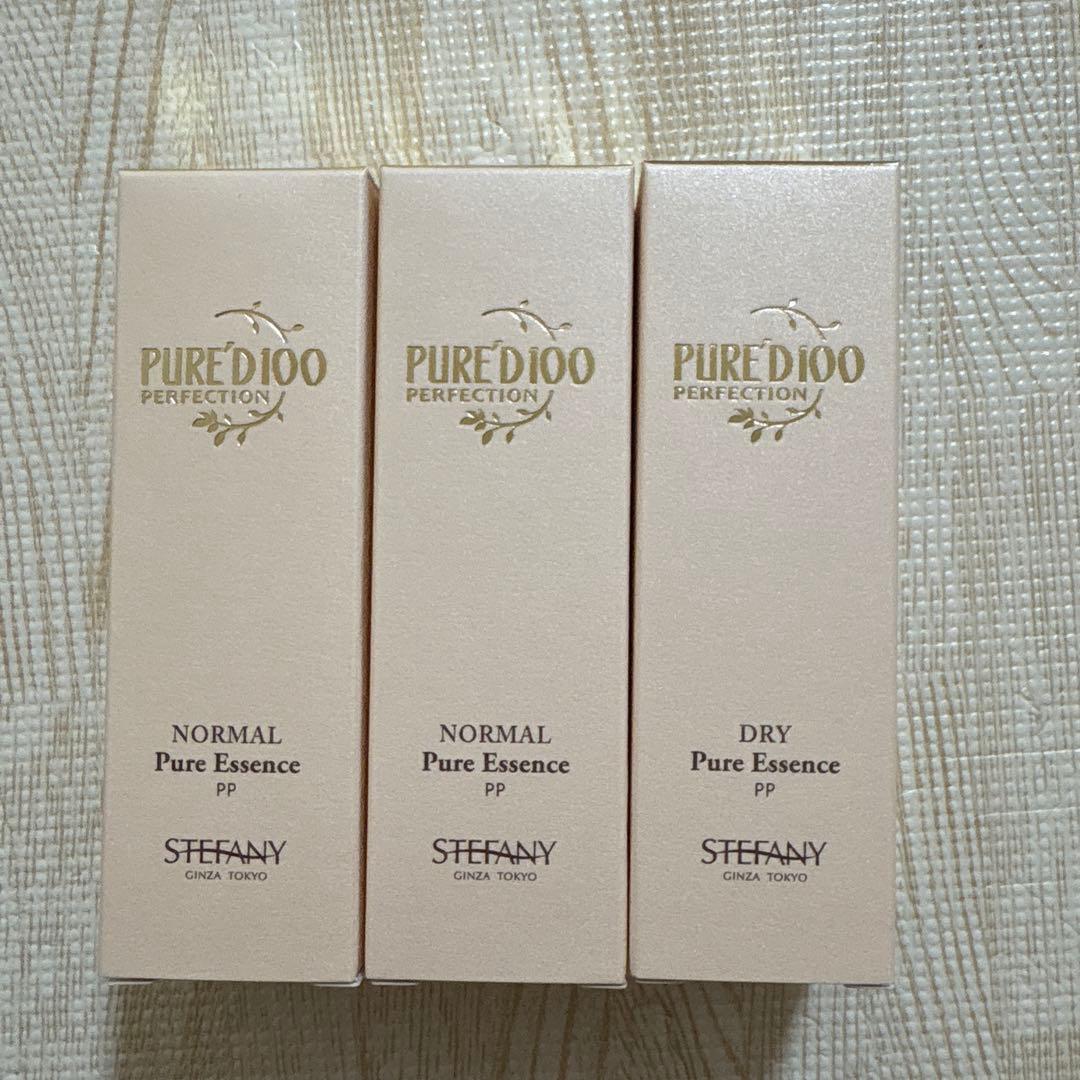 PURE'D100
PERFECTION
NORMAL
Pure Essence
PP
STEFANY
GINZA TOKYO
PURE'D100
PERFECTION
NORMAL
Pure Essence
PP
STEFANY
GINZA TOKYO
PURE'D100
PERFECTION
DRY
Pure Essence
PP
STEFANY
GINZA TOKYO